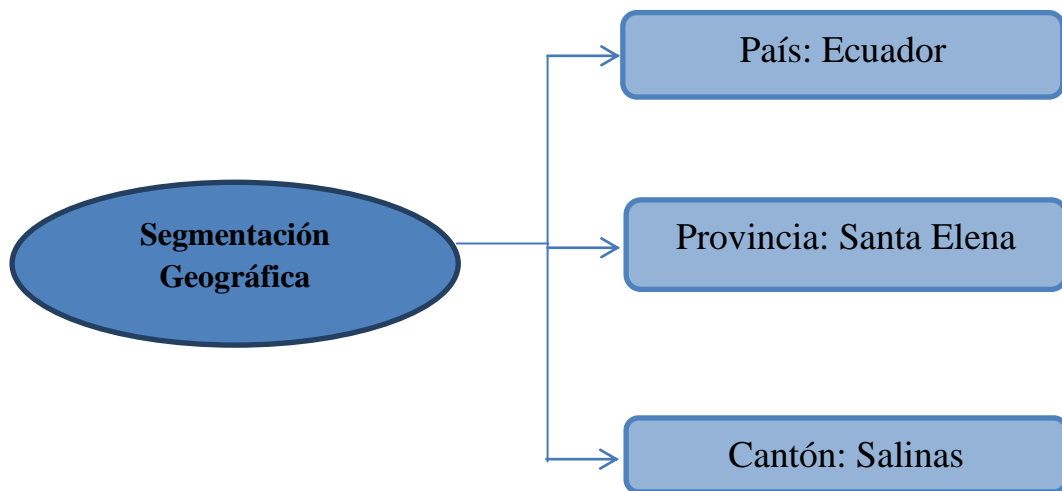 País: Ecuador
Segmentación
Geográfica
Provincia: Santa Elena
Cantón: Salinas